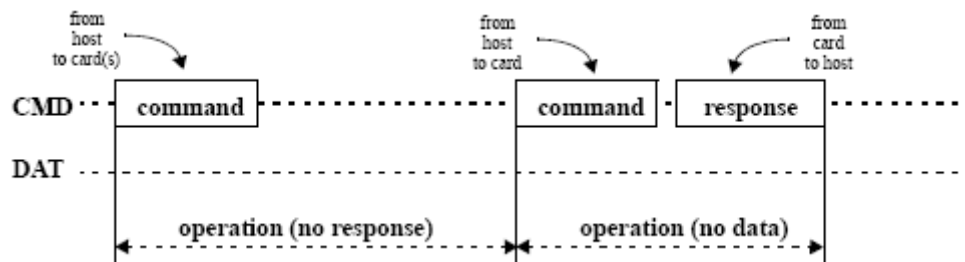 from
host
to card(s)
from
host
to card
from
card
to host
CMD
command
command
response
DAT
operation (no response)
operation (no data)